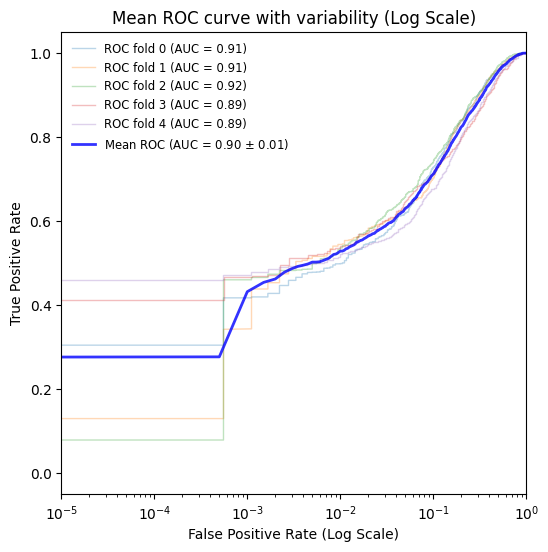 Mean ROC curve with variability (Log Scale)
ROC fold 0 (AUC = 0.91)
ROC fold 1 (AUC = 0.91)
ROC fold 2 (AUC = 0.92)
ROC fold 3 (AUC = 0.89)
ROC fold 4 (AUC = 0.89)
Mean ROC (AUC = 0.90 ± 0.01)
True Positive Rate
1.0
0.8
0.6
0.4
0.2
0.0
10⁻⁵ 10⁻⁴ 10⁻³ 10⁻² 10⁻¹ 10⁰
False Positive Rate (Log Scale)